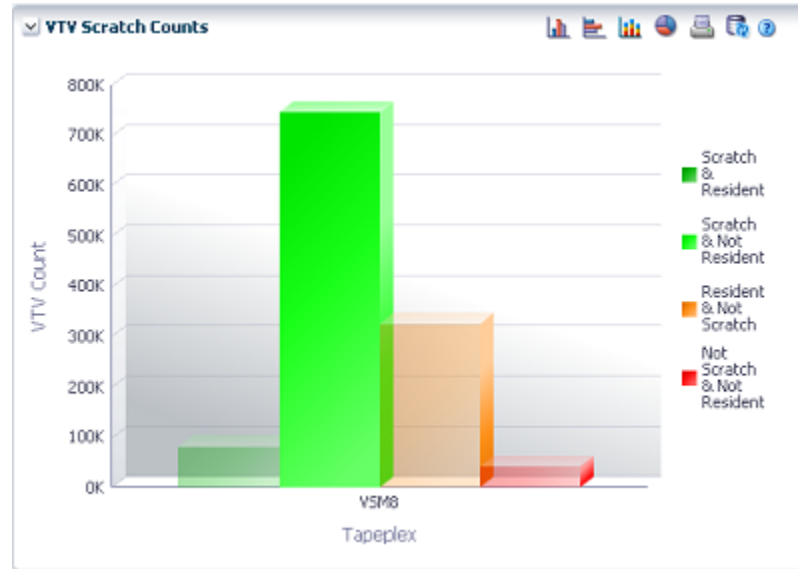 VTV Scratch Counts
800K
700K
600K
500K
400K
300K
200K
100K
0K
VTV Count
VSM8
Tapeplex
Scratch
&
Resident
Scratch
& Not
Resident
Resident
& Not
Scratch
Not
Scratch
& Not
Resident